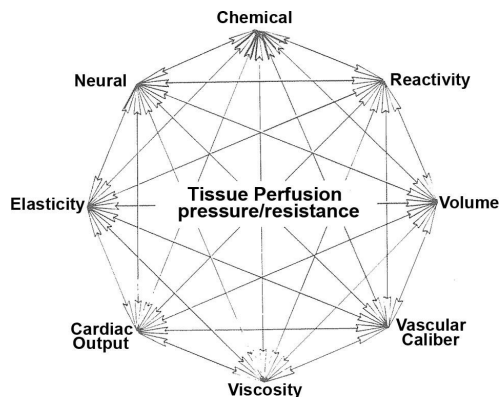 Chemical
Neural
Reactivity
Tissue Perfusion
pressure/resistance
Elasticity
Volume
Cardiac
Output
Vascular
Caliber
Viscosity